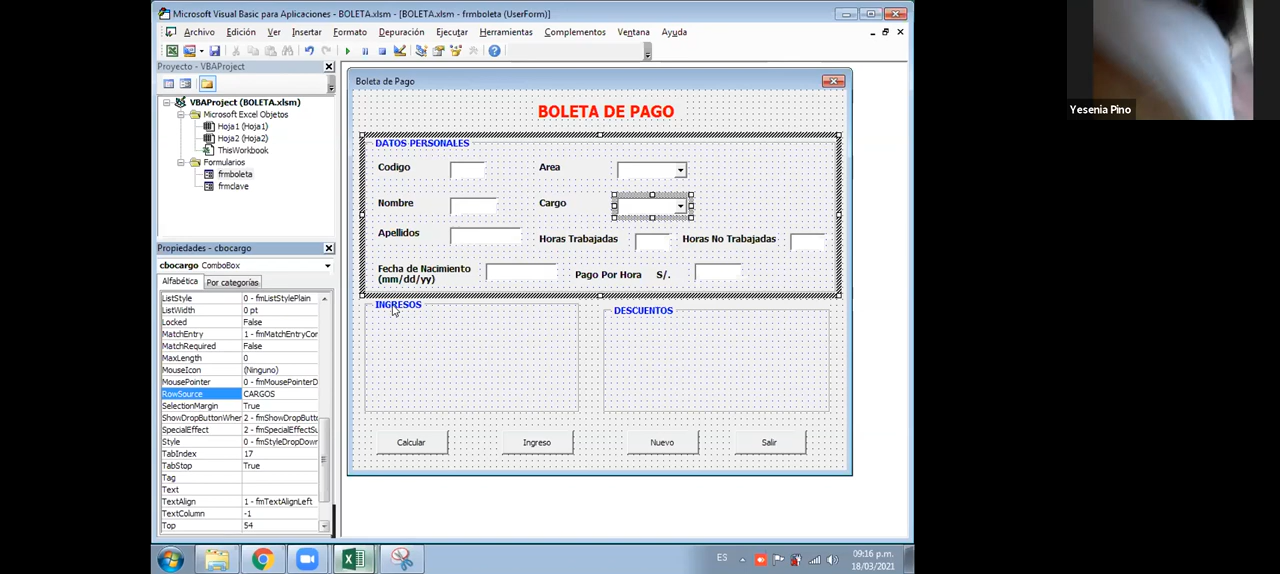 Microsoft Visual Basic para Aplicaciones - BOLETA.xlsm - [BOLETA.xlsm - frmboleta (UserForm)]
Archivo Edición Ver Insertar Formato Depuración Ejecutar Herramientas Complementos Ventana Ayuda
Proyecto - VBAProject
VBAProject (BOLETA.xlsm)
Microsoft Excel Objetos
Hoja1 (Hoja1)
Hoja2 (Hoja2)
ThisWorkbook
Formularios
frmboleta
frmclave
Propiedades - cbocargo
cbocargo ComboBox
Alfabética Por categorías
ListStyle 0 - fmListStylePlain
ListWidth 0 pt
Locked False
MatchEntry 1 - fmMatchEntryCon
MatchRequired False
MaxLength 0
MouseIcon (Ninguno)
MousePointer 0 - fmMousePointerD
RowSource CARGOS
SelectionMargin True
ShowDropButtonWher 2 - fmShowDropButt
SpecialEffect 2 - fmSpecialEffectSu
Style 0 - fmStyleDropDow
TabIndex 17
TabStop True
Tag
Text
TextAlign 1 - fmTextAlignLeft
TextColumn -1
Top 54
Boleta de Pago
BOLETA DE PAGO
DATOS PERSONALES
Codigo Area
Nombre Cargo
Apellidos Horas Trabajadas Horas No Trabajadas
Fecha de Nacimiento
(mm/dd/yy) Pago Por Hora S/.
INGRESOS DESCUENTOS
Calcular Ingreso Nuevo Salir
Yesenia Pino
ES
09:16 p.m.
18/03/2021